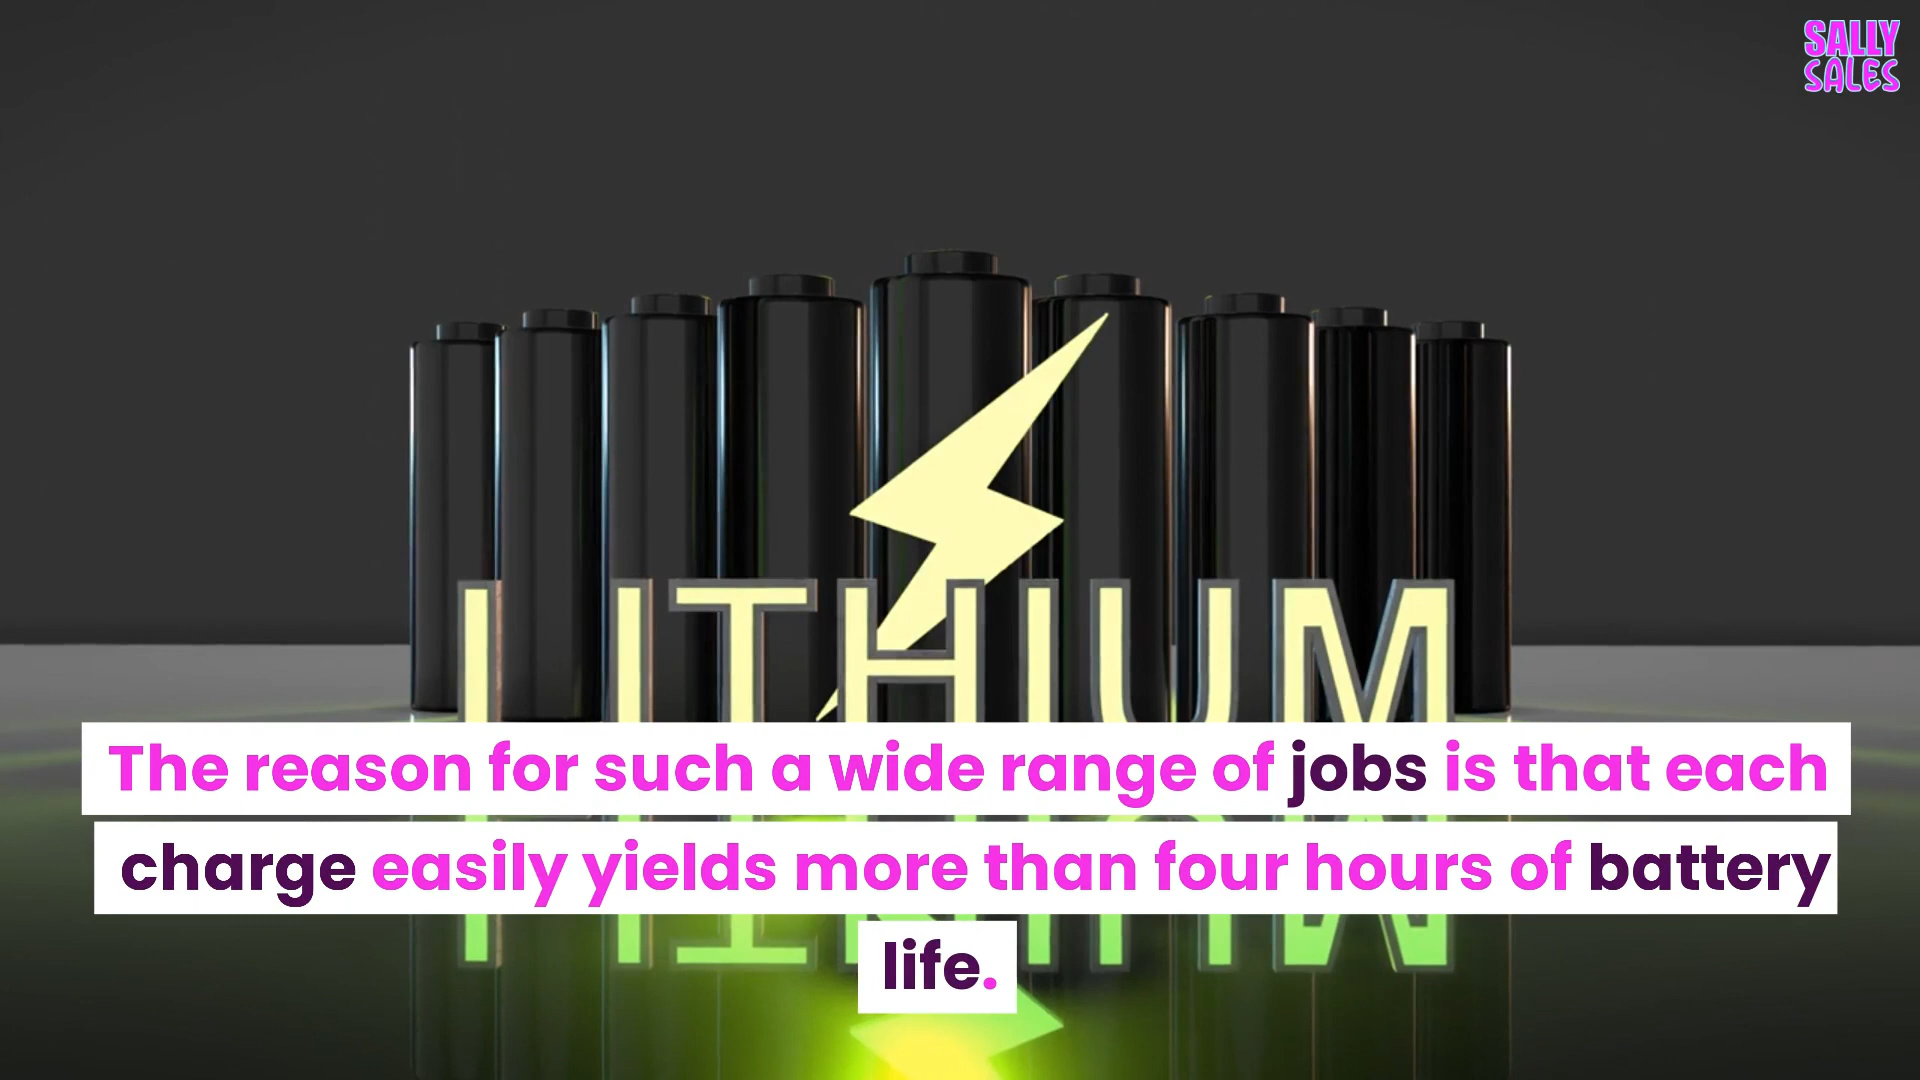 SALLY
SALES
LITHIUM
The reason for such a wide range of jobs is that each
charge easily yields more than four hours of battery
life.